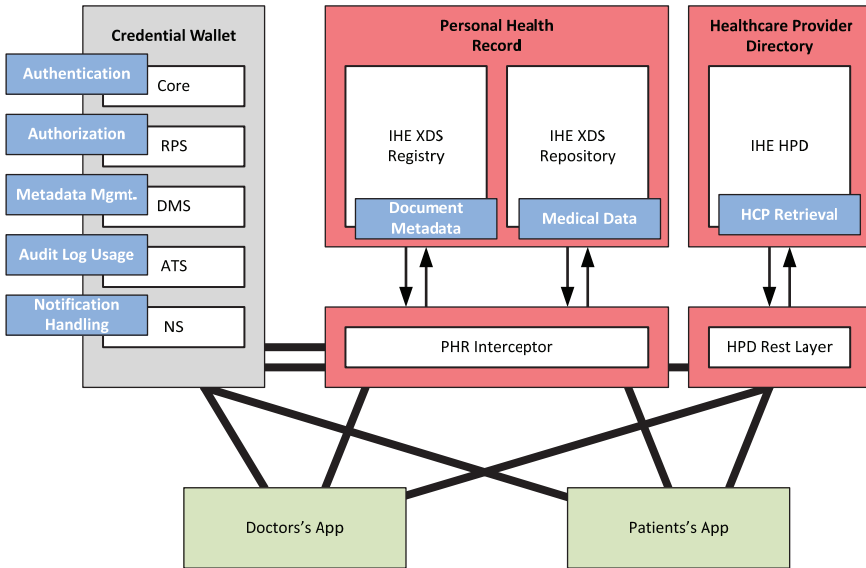 Credential Wallet
Authentication
Core
Authorization
RPS
Metadata Mgmt.
DMS
Audit Log Usage
ATS
Notification
Handling
NS
Personal Health
Record
IHE XDS
Registry
Document
Metadata
IHE XDS
Repository
Medical Data
Healthcare Provider
Directory
IHE HPD
HCP Retrieval
PHR Interceptor
HPD Rest Layer
Doctors's App
Patients's App